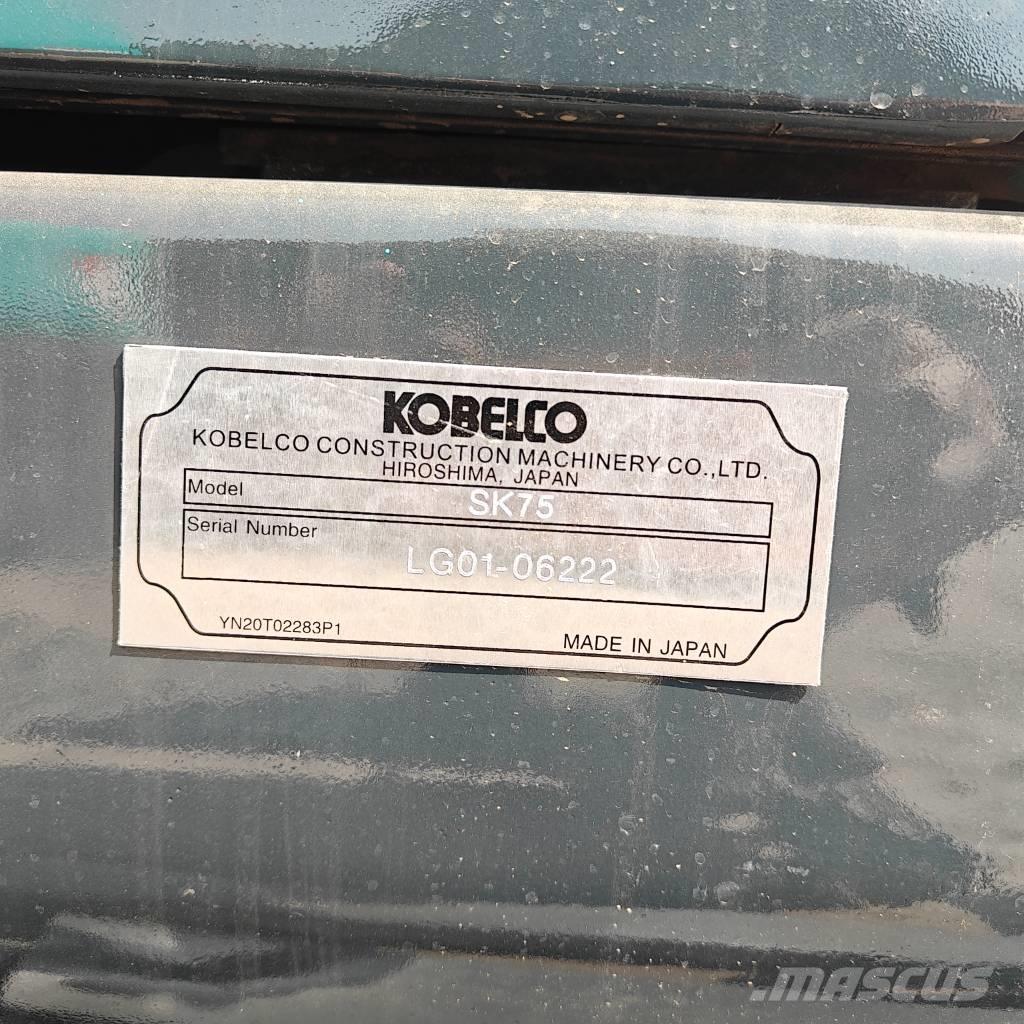 KOBELCO
KOBELCO CONSTRUCTION MACHINERY CO.,LTD.
HIROSHIMA, JAPAN
Model SK75
Serial Number
LG01-06222
YN20T02283P1 MADE IN JAPAN
MASCUS